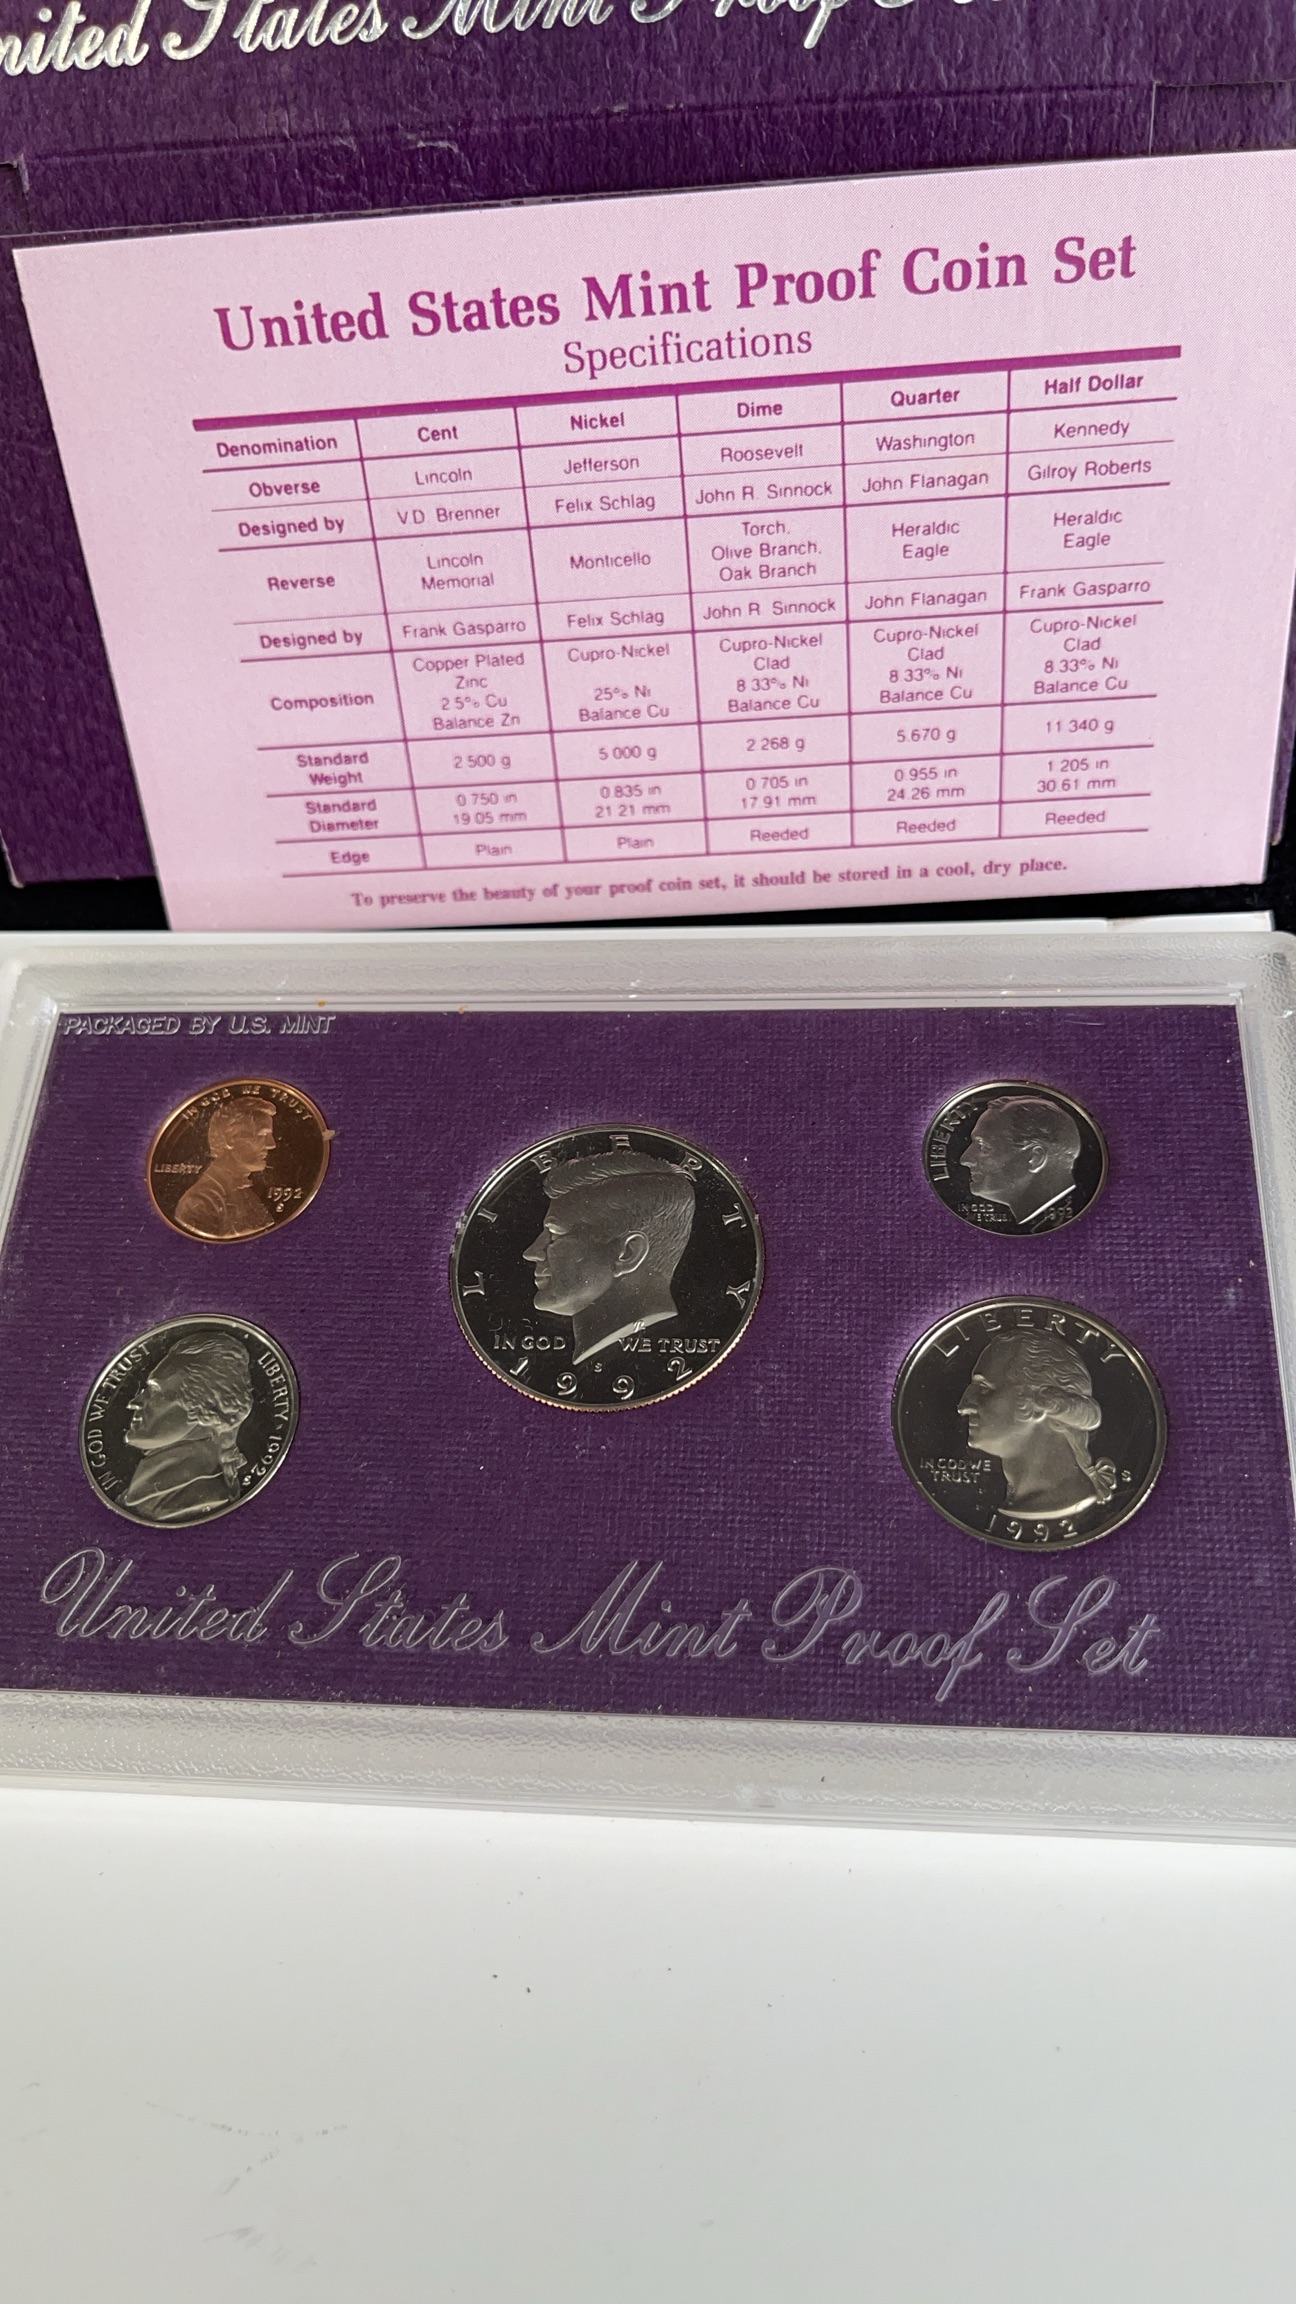 United States Mint Proof
United States Mint Proof Coin Set
Specifications
Denomination Cent Nickel Dime Quarter Half Dollar
Obverse Lincoln Jefferson Roosevelt Washington Kennedy
Designed by V.D. Brenner Felix Schlag John R. Sinnock John Flanagan Gilroy Roberts
Reverse Lincoln Memorial Monticello Torch, Olive Branch, Oak Branch Heraldic Eagle Heraldic Eagle
Designed by Frank Gasparro Felix Schlag John R. Sinnock John Flanagan Frank Gasparro
Composition Copper Plated Zinc 2.5% Cu Balance Zn Cupro-Nickel 25% Ni Balance Cu Cupro-Nickel Clad 8.33% Ni Balance Cu Cupro-Nickel Clad 8.33% Ni Balance Cu Cupro-Nickel Clad 8.33% Ni Balance Cu
Standard Weight 2.500 g 5.000 g 2.268 g 5.670 g 11.340 g
Standard Diameter 0.750 in 19.05 mm 0.835 in 21.21 mm 0.705 in 17.91 mm 0.955 in 24.26 mm 1.205 in 30.61 mm
Edge Plain Plain Reeded Reeded Reeded
To preserve the beauty of your proof coin set, it should be stored in a cool, dry place.
PACKAGED BY U.S. MINT
IN GOD WE TRUST
LIBERTY
1992
S
LIBERTY
IN GOD WE TRUST
S
1992
LIBERTY
IN GOD
WE TRUST
1992
IN GOD WE TRUST
LIBERTY · 1992
S
LIBERTY
IN GOD WE
TRUST
S
1992
United States Mint Proof Set